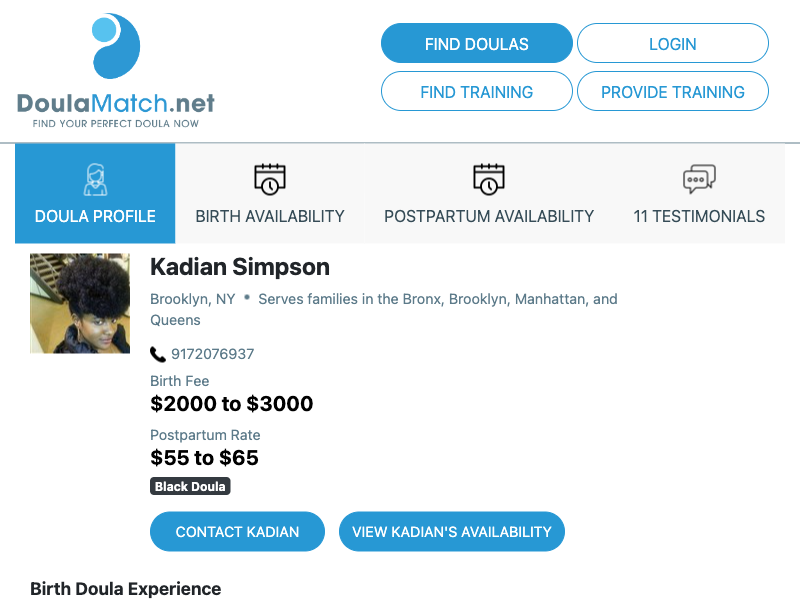 DoulaMatch.net
FIND YOUR PERFECT DOULA NOW
FIND DOULAS
LOGIN
FIND TRAINING
PROVIDE TRAINING
DOULA PROFILE
BIRTH AVAILABILITY
POSTPARTUM AVAILABILITY
11 TESTIMONIALS
Kadian Simpson
Brooklyn, NY • Serves families in the Bronx, Brooklyn, Manhattan, and
Queens
9172076937
Birth Fee
$2000 to $3000
Postpartum Rate
$55 to $65
Black Doula
CONTACT KADIAN
VIEW KADIAN'S AVAILABILITY
Birth Doula Experience